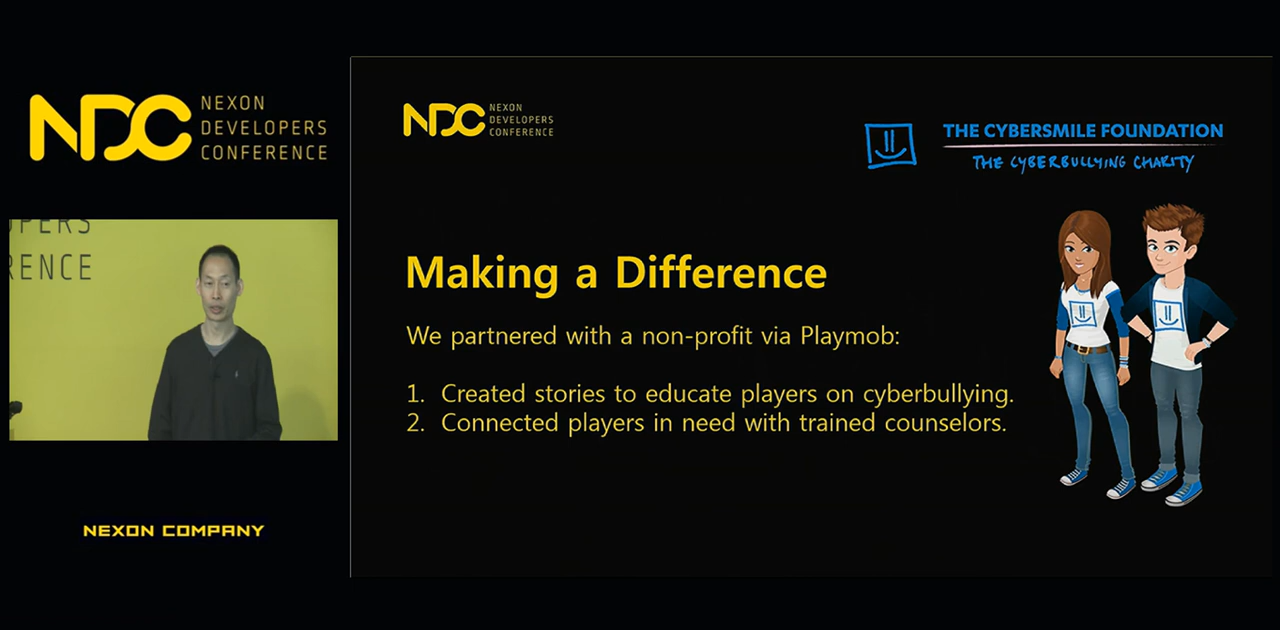 NDC NEXON
DEVELOPERS
CONFERENCE
OPERS
RENCE
NEXON COMPANY
NDC NEXON
DEVELOPERS
CONFERENCE
THE CYBERSMILE FOUNDATION
THE CYBERBULLYING CHARITY
Making a Difference
We partnered with a non-profit via Playmob:
1. Created stories to educate players on cyberbullying.
2. Connected players in need with trained counselors.